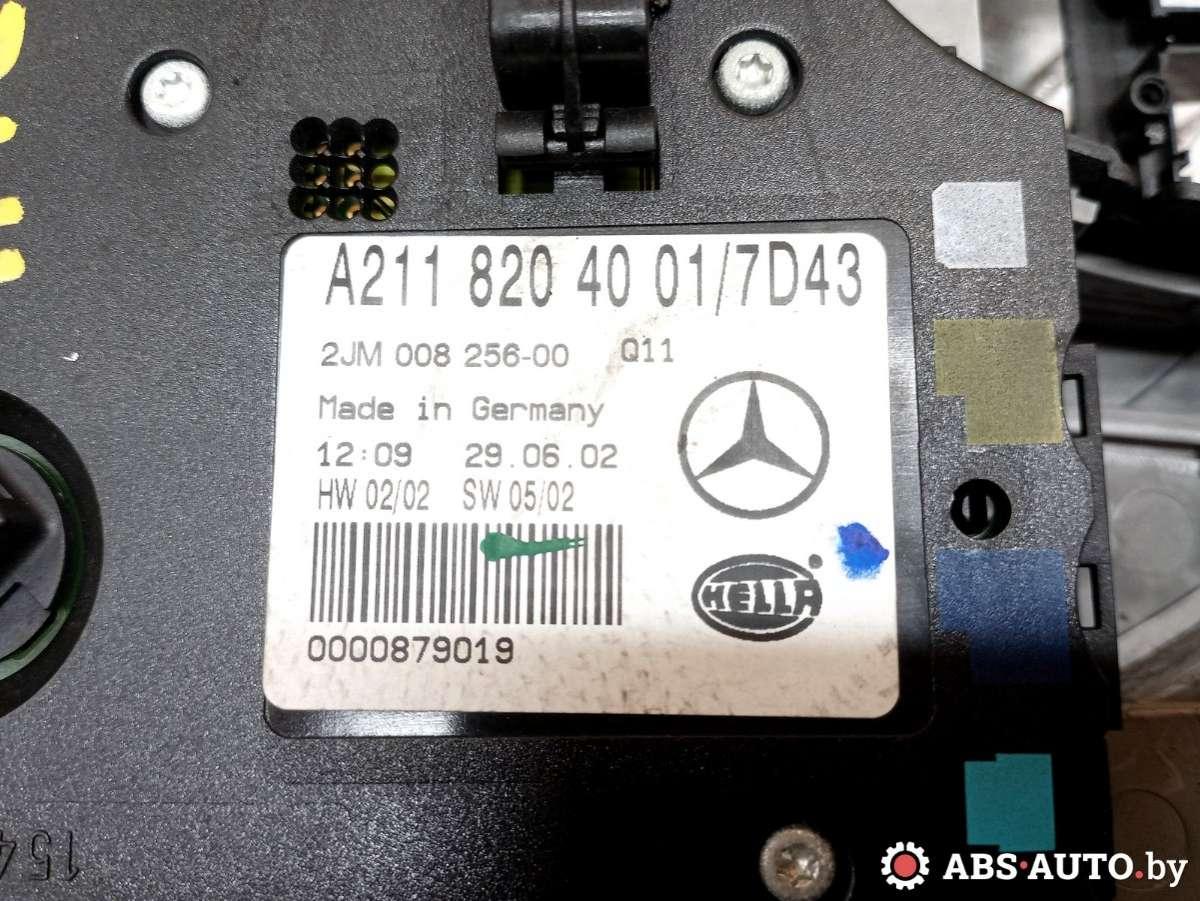 A211 820 40 01/7D43
2JM 008 256-00 Q11
Made in Germany
12:09 29.06.02
HW 02/02 SW 05/02
HELLA
0000879019
154
ABS·AUTO.by